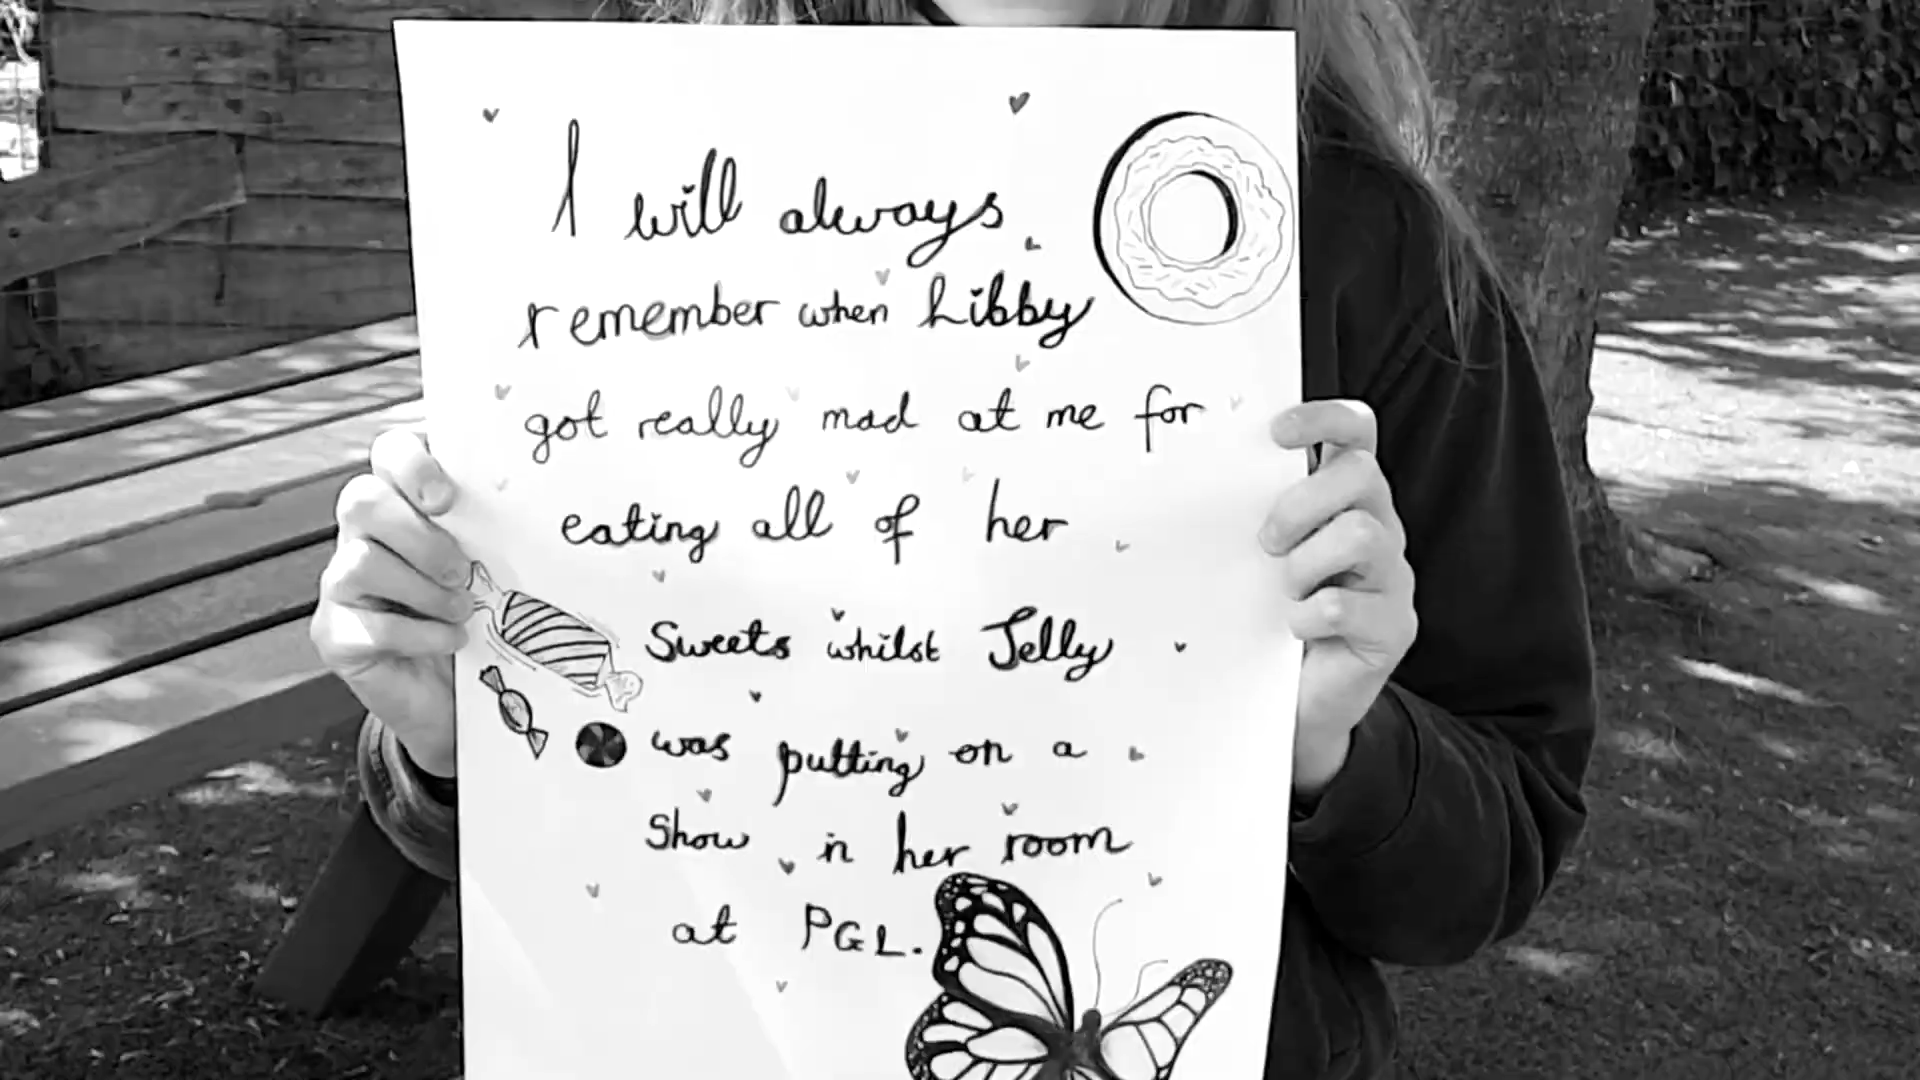 I will always
remember when Libby
got really mad at me for
eating all of her
Sweets whilst Jelly
was putting on a
Show in her room
at PGL.